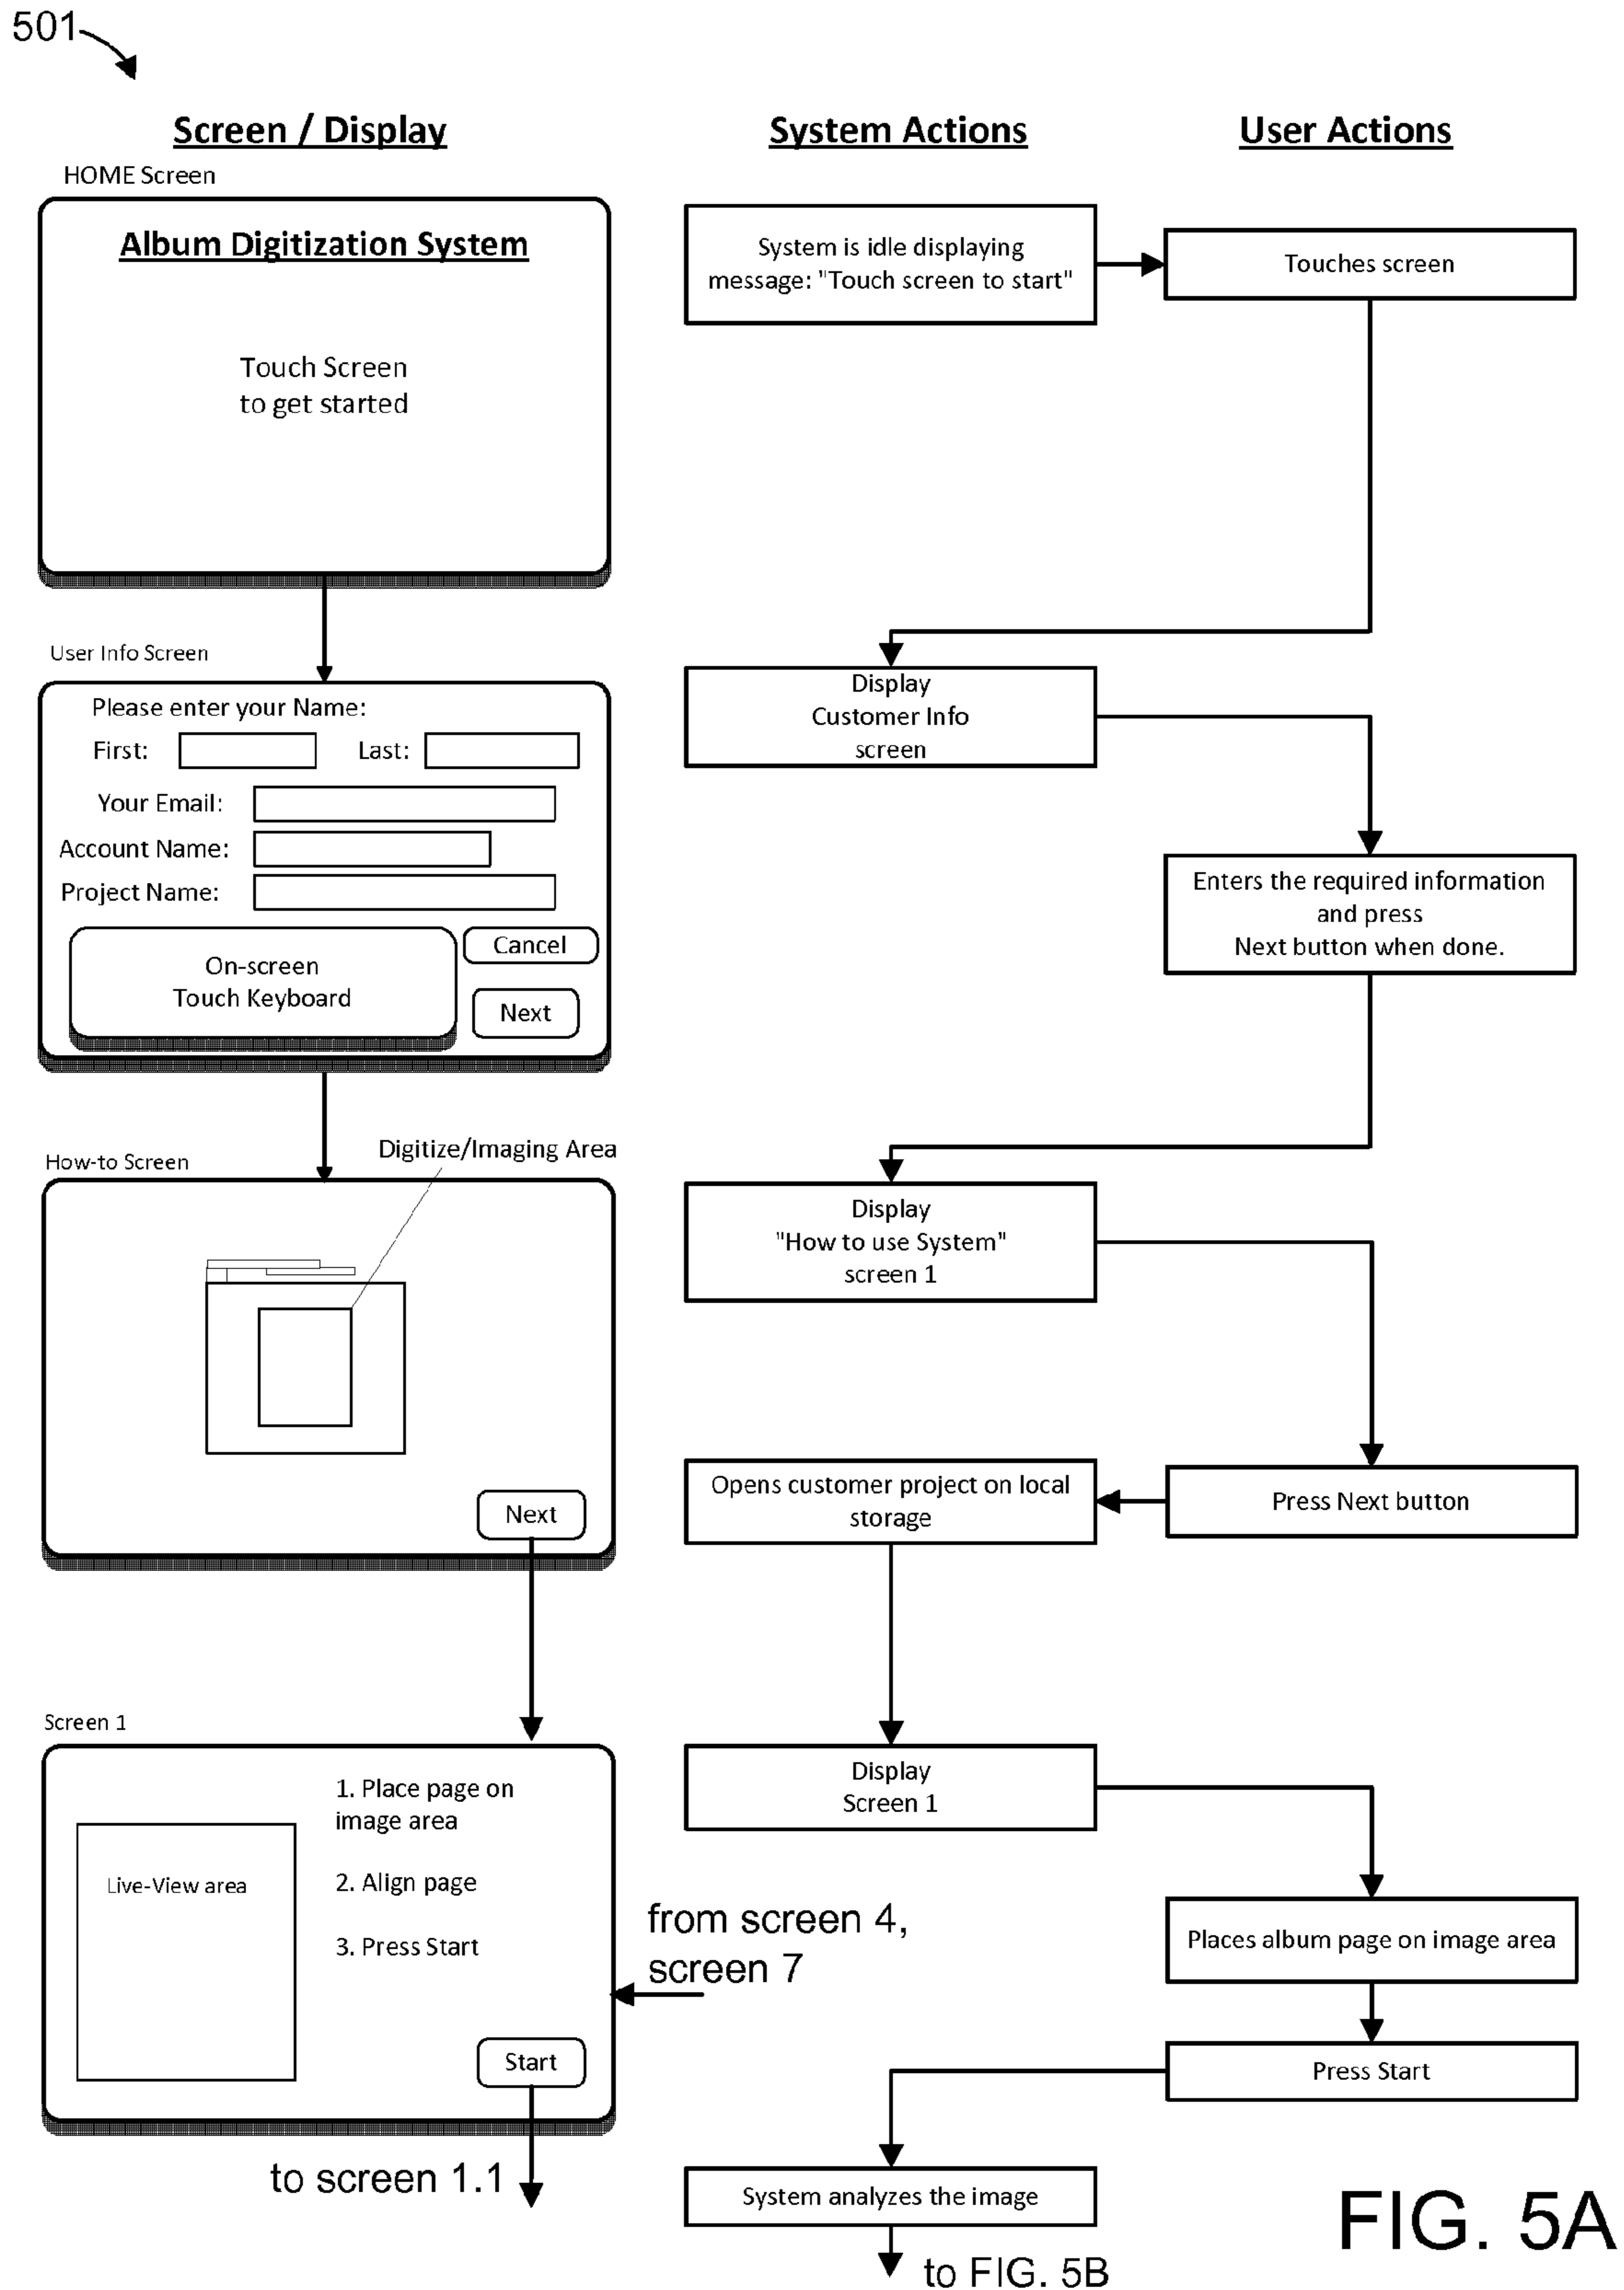 501
Screen / Display
System Actions
User Actions
HOME Screen
Album Digitization System
Touch Screen
to get started
System is idle displaying
message: "Touch screen to start"
Touches screen
User Info Screen
Please enter your Name:
First:
Last:
Your Email:
Account Name:
Project Name:
On-screen
Touch Keyboard
Cancel
Next
Display
Customer Info
screen
Enters the required information
and press
Next button when done.
How-to Screen
Digitize/Imaging Area
Next
Display
"How to use System"
screen 1
Opens customer project on local
storage
Press Next button
Screen 1
Live-View area
1. Place page on
image area
2. Align page
3. Press Start
Start
from screen 4,
screen 7
to screen 1.1
Display
Screen 1
Places album page on image area
Press Start
System analyzes the image
to FIG. 5B
FIG. 5A